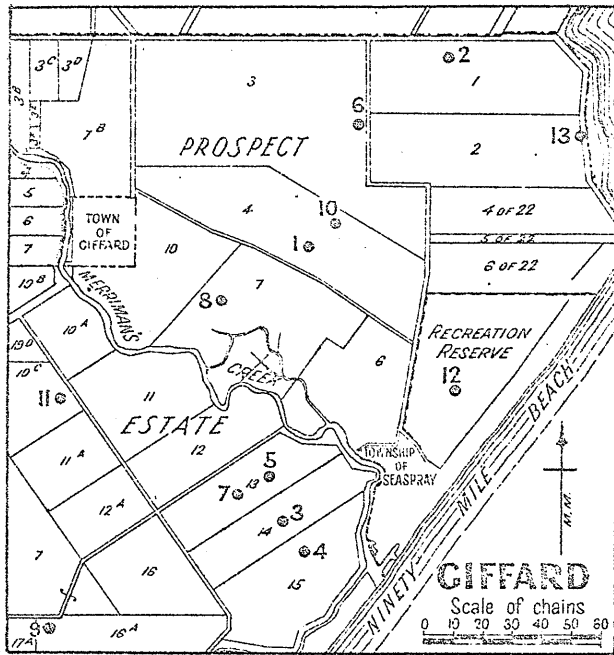 3C
3D
3
2
1
3B
6
7B
PROSPECT
13
2
5
6
7
TOWN
OF
GIFFARD
4
10
1
4 OF 22
5 OF 22
6 OF 22
10
7
8
19B
10A
MERRIMANS
CREEK
6
RECREATION
RESERVE
12
10C
11
11
ESTATE
12
11A
12A
TOWNSHIP
OF
SEASPRAY
5
13
7
3
14
4
15
7
16
9
17A
16A
NINETY MILE BEACH
M.M.
GIFFARD
Scale of chains
0 10 20 30 40 50 60